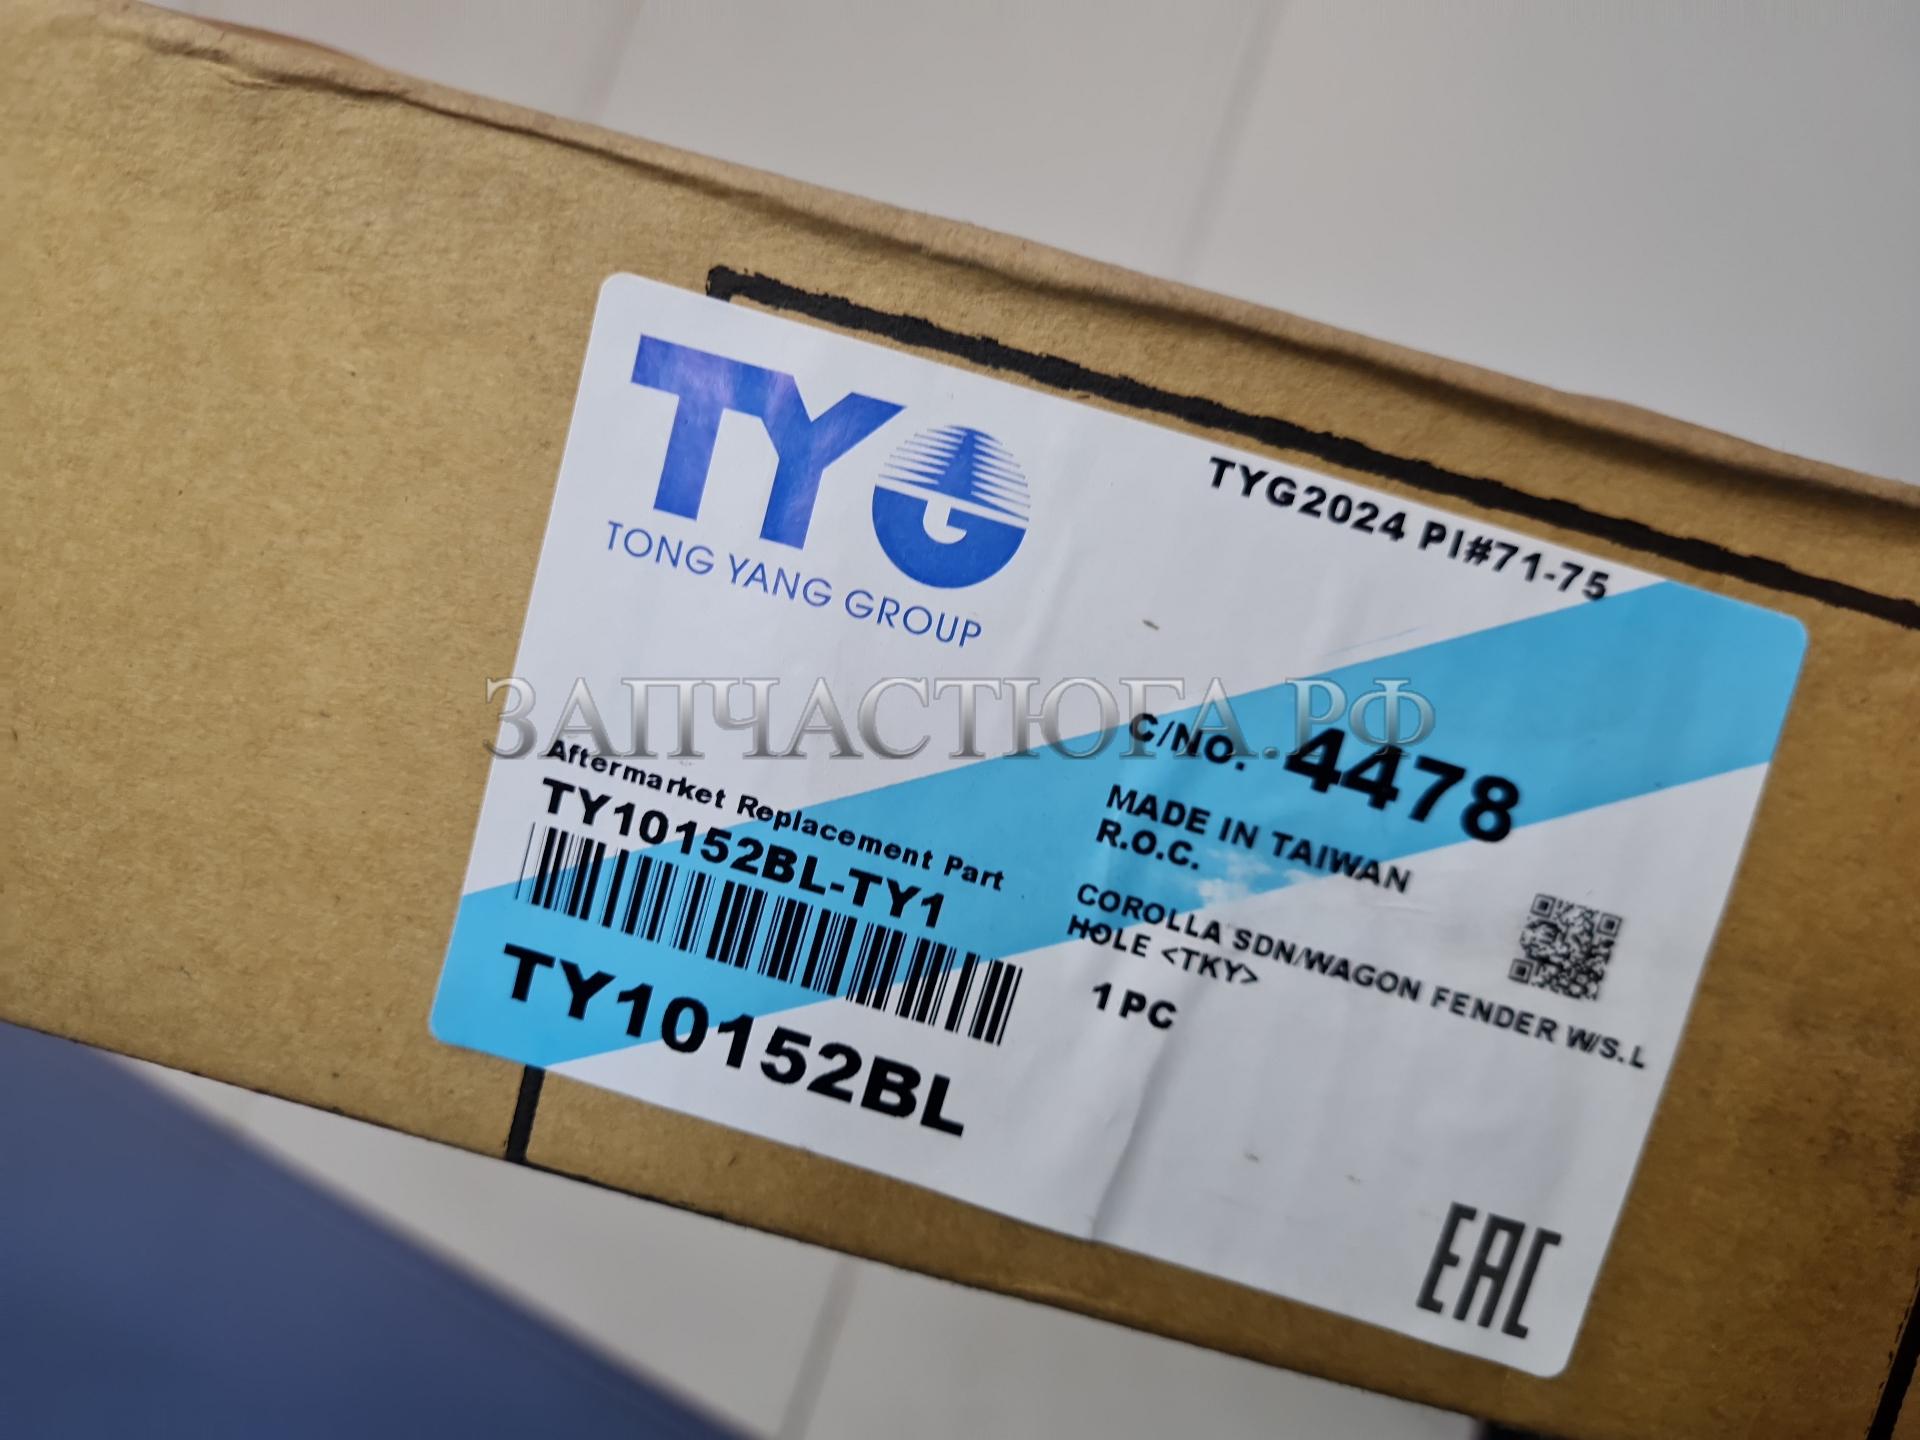 TYG
TONG YANG GROUP
TYG2024 PI#71-75
ЗАПЧАСТЮГА.РФ
Aftermarket Replacement Part
TY10152BL-TY1
TY10152BL
C/NO. 4478
MADE IN TAIWAN
R.O.C.
COROLLA SDN/WAGON FENDER W/S.L
HOLE <TKY>
1 PC
EAC